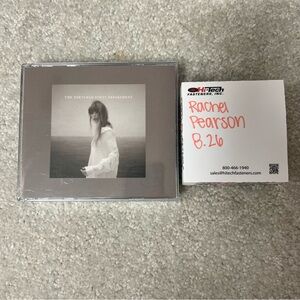 THE TORTURED POETS DEPARTMENT
Hi-Tech
FASTENERS, INC.
Rachel
Pearson
8.26
800-466-1940
sales@hitechfasteners.com